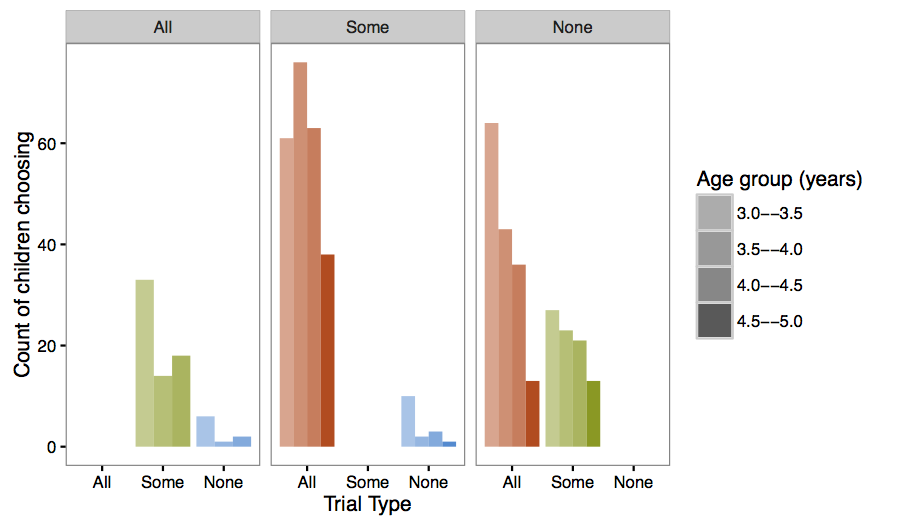 All Some None
Count of children choosing
60
40
20
0
All Some None All Some None All Some None
Trial Type
Age group (years)
3.0--3.5
3.5--4.0
4.0--4.5
4.5--5.0